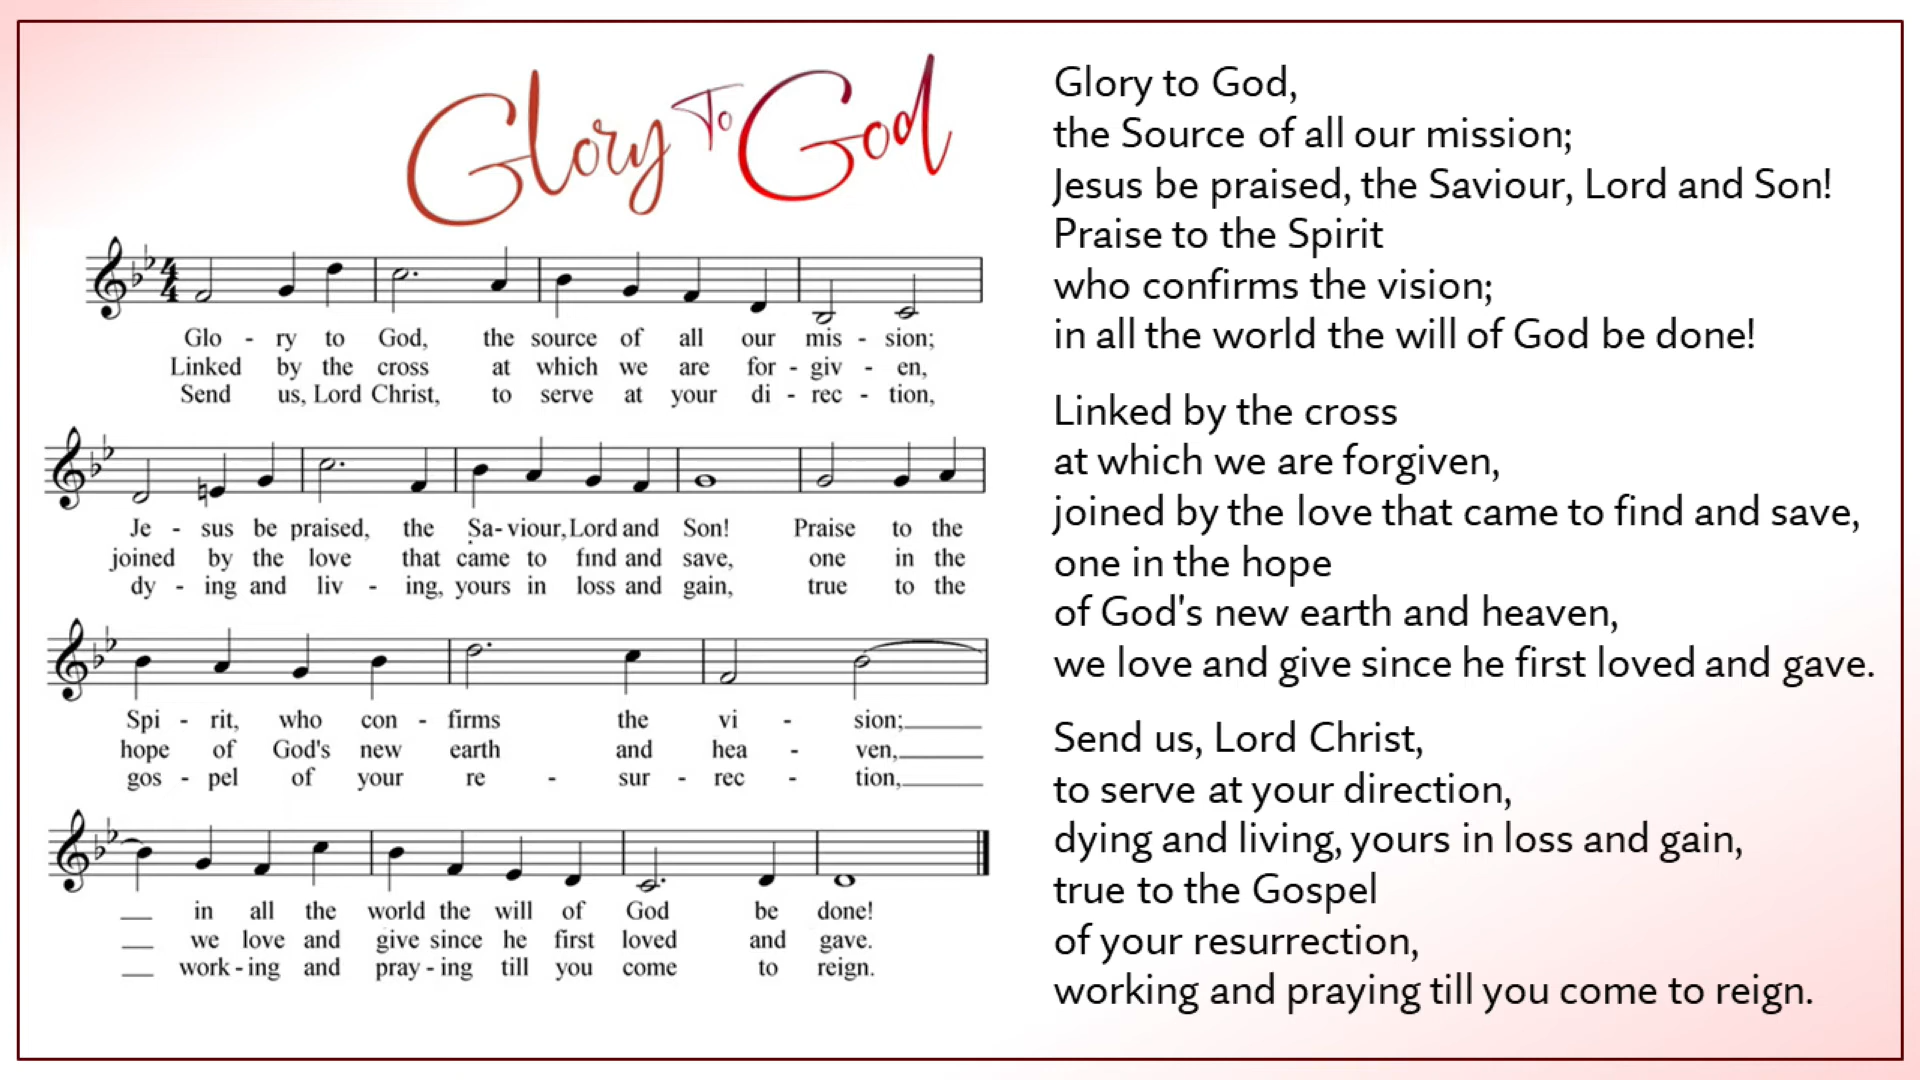 Glory To God
4
4
Glo - ry to God, the source of all our mis - sion;
Linked by the cross at which we are for - giv - en,
Send us, Lord Christ, to serve at your di - rec - tion,
Je - sus be praised, the Sa- viour, Lord and Son! Praise to the
joined by the love that came to find and save, one in the
dy - ing and liv - ing, yours in loss and gain, true to the
Spi - rit, who con - firms the vi - sion;
hope of God's new earth and hea - ven,
gos - pel of your re - sur - rec - tion,
in all the world the will of God be done!
we love and give since he first loved and gave.
work - ing and pray - ing till you come to reign.
Glory to God,
the Source of all our mission;
Jesus be praised, the Saviour, Lord and Son!
Praise to the Spirit
who confirms the vision;
in all the world the will of God be done!
Linked by the cross
at which we are forgiven,
joined by the love that came to find and save,
one in the hope
of God's new earth and heaven,
we love and give since he first loved and gave.
Send us, Lord Christ,
to serve at your direction,
dying and living, yours in loss and gain,
true to the Gospel
of your resurrection,
working and praying till you come to reign.